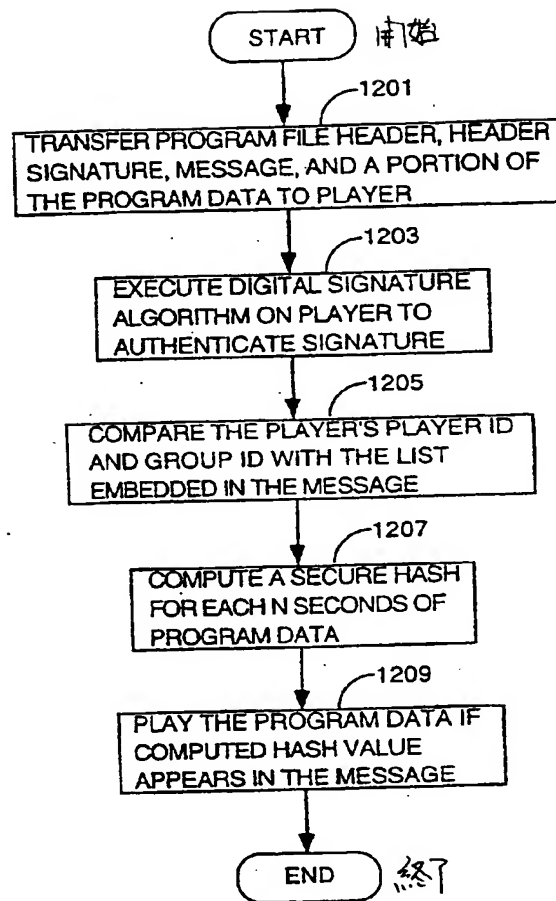 START 開始
1201
TRANSFER PROGRAM FILE HEADER, HEADER
SIGNATURE, MESSAGE, AND A PORTION OF
THE PROGRAM DATA TO PLAYER
1203
EXECUTE DIGITAL SIGNATURE
ALGORITHM ON PLAYER TO
AUTHENTICATE SIGNATURE
1205
COMPARE THE PLAYER'S PLAYER ID
AND GROUP ID WITH THE LIST
EMBEDDED IN THE MESSAGE
1207
COMPUTE A SECURE HASH
FOR EACH N SECONDS OF
PROGRAM DATA
1209
PLAY THE PROGRAM DATA IF
COMPUTED HASH VALUE
APPEARS IN THE MESSAGE
END 終了